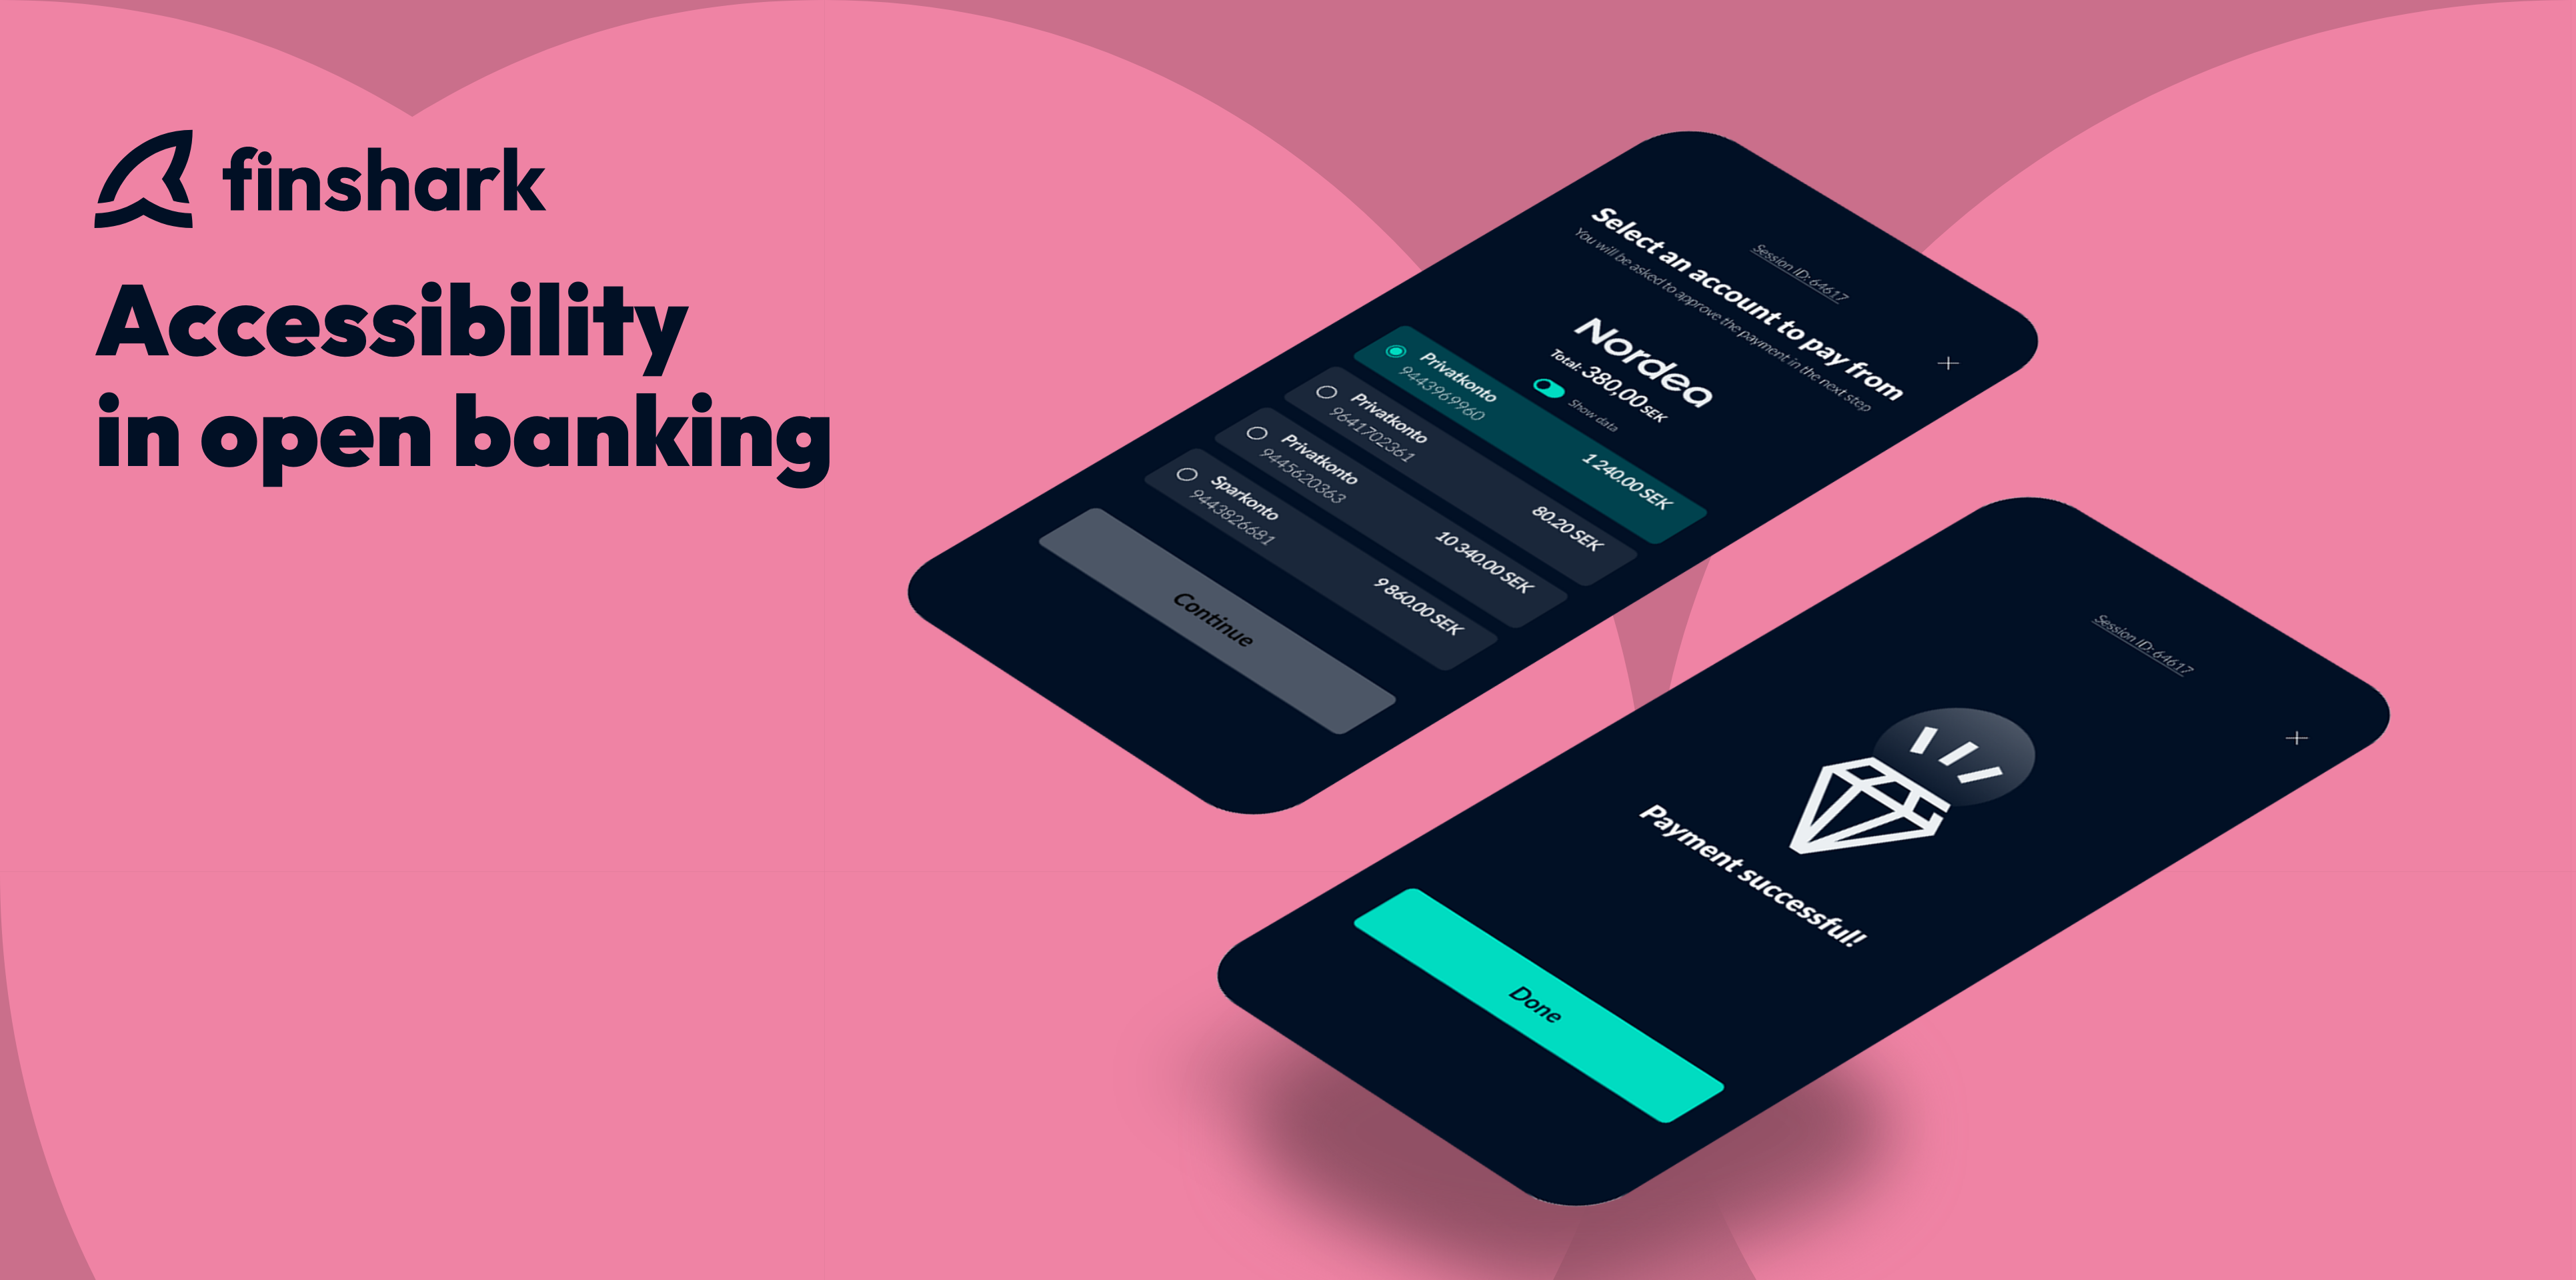 finshark
Accessibility
in open banking
Session ID: 64617
Select an account to pay from
You will be asked to approve the payment in the next step
Nordea
Total: 380,00 SEK
Show data
Privatkonto
9443969960
1 240.00 SEK
Privatkonto
9641702361
80.20 SEK
Privatkonto
9445620363
10 340.00 SEK
Sparkonto
9443826681
9 860.00 SEK
Continue
Session ID: 64617
Payment successful!
Done